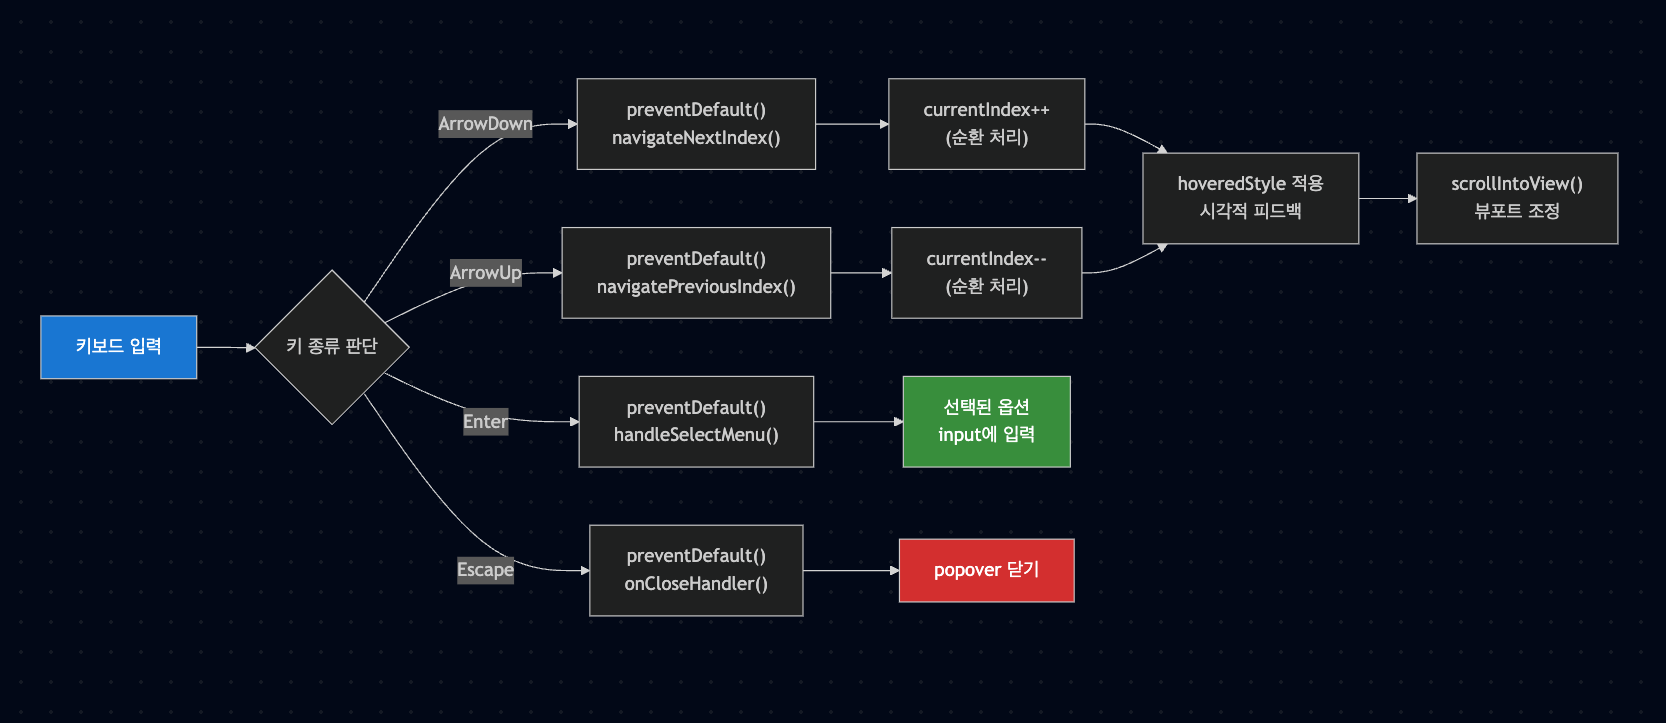 키보드 입력
키 종류 판단
ArrowDown
preventDefault()
navigateNextIndex()
currentIndex++
(순환 처리)
ArrowUp
preventDefault()
navigatePreviousIndex()
currentIndex--
(순환 처리)
hoveredStyle 적용
시각적 피드백
scrollIntoView()
뷰포트 조정
Enter
preventDefault()
handleSelectMenu()
선택된 옵션
input에 입력
Escape
preventDefault()
onCloseHandler()
popover 닫기